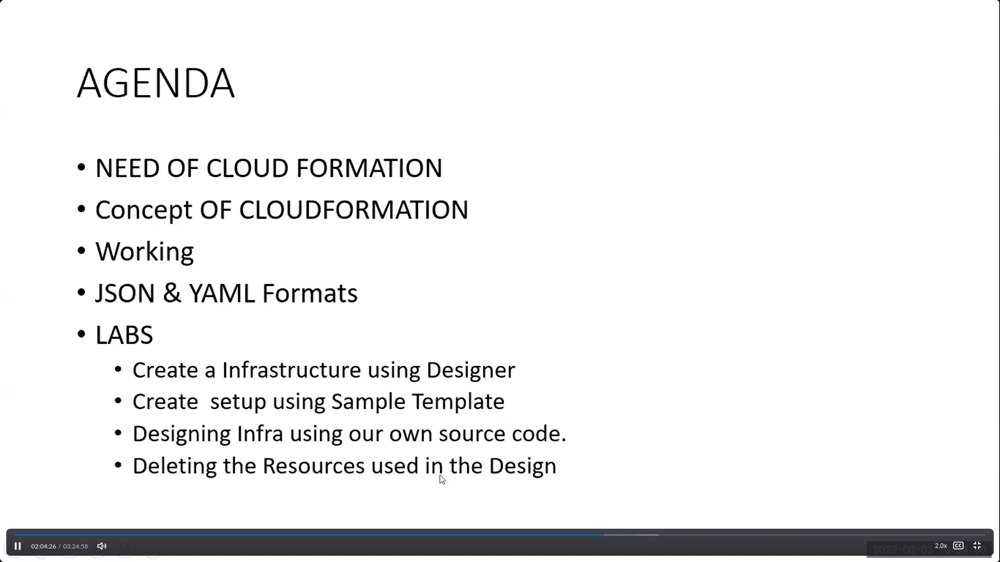 AGENDA
• NEED OF CLOUD FORMATION
• Concept OF CLOUDFORMATION
• Working
• JSON & YAML Formats
• LABS
• Create a Infrastructure using Designer
• Create  setup using Sample Template
• Designing Infra using our own source code.
• Deleting the Resources used in the Design
02:04:26 / 03:24:58
2.0x CC
2022-08-03